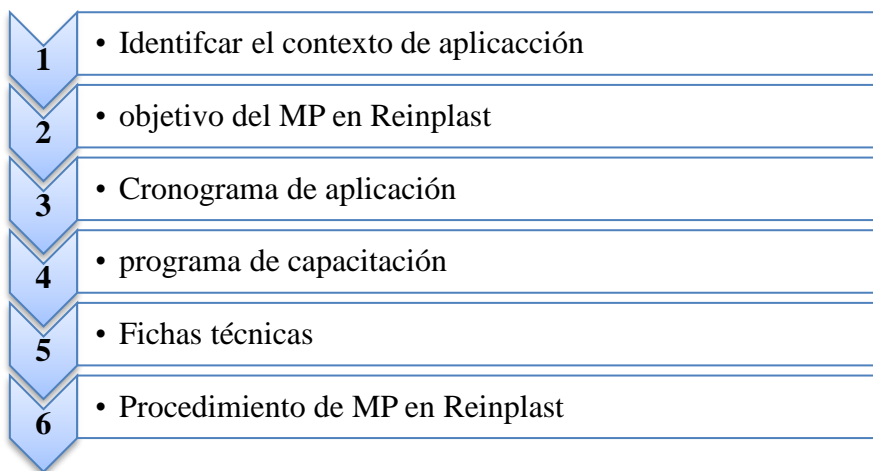 1 • Identifcar el contexto de aplicacción
2 • objetivo del MP en Reinplast
3 • Cronograma de aplicación
4 • programa de capacitación
5 • Fichas técnicas
6 • Procedimiento de MP en Reinplast